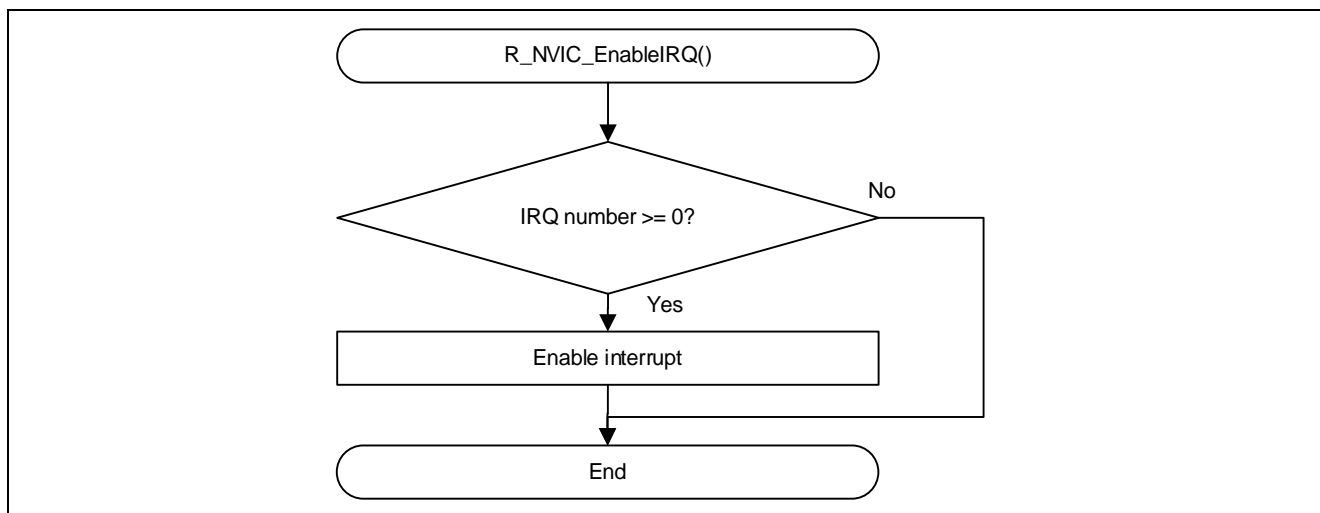 R_NVIC_EnableIRQ()
No
IRQ number >= 0?
Yes
Enable interrupt
End